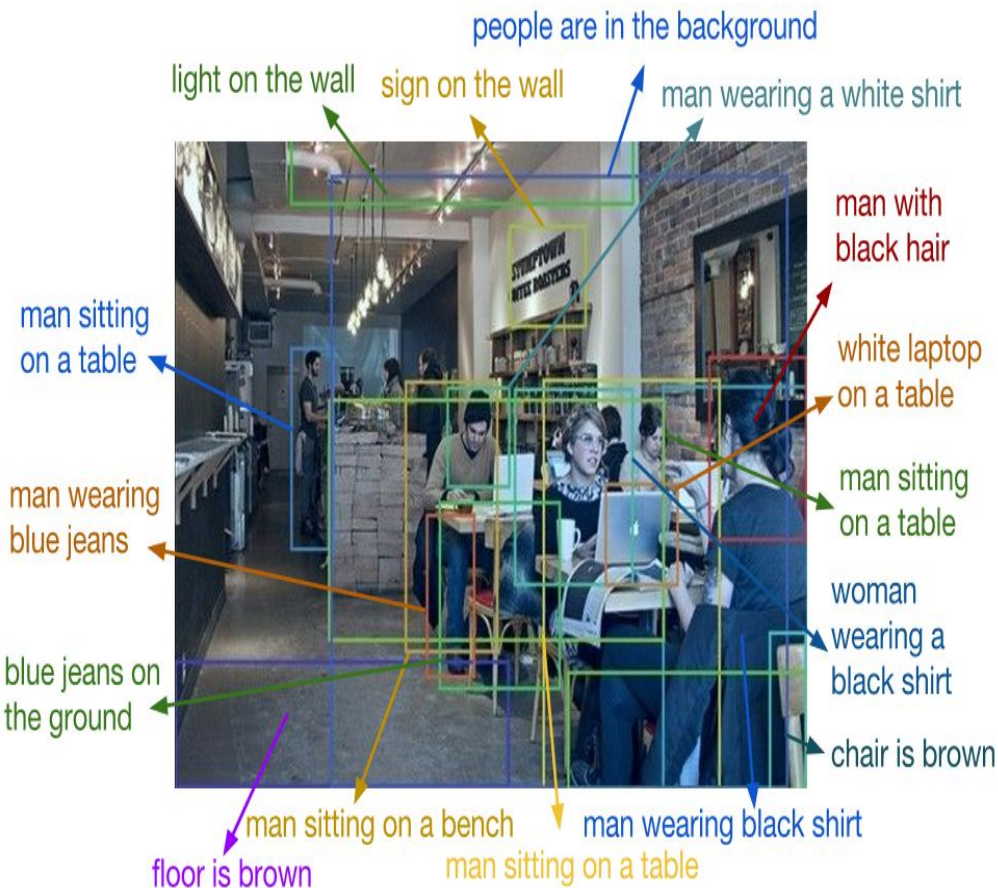 people are in the background
light on the wall
sign on the wall
man wearing a white shirt
man with
black hair
STUMPTOWN
COFFEE ROASTERS
man sitting
on a table
white laptop
on a table
man wearing
blue jeans
man sitting
on a table
woman
wearing a
black shirt
blue jeans on
the ground
chair is brown
man sitting on a bench
man wearing black shirt
man sitting on a table
floor is brown